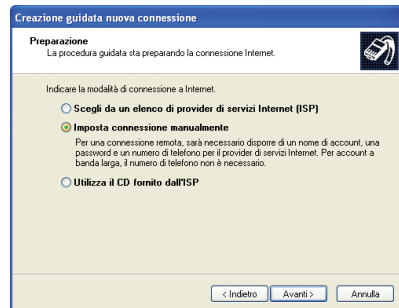 Creazione guidata nuova connessione
Preparazione
La procedura guidata sta preparando la connessione Internet.
Indicare la modalità di connessione a Internet.
Scegli da un elenco di provider di servizi Internet (ISP)
Imposta connessione manualmente
Per una connessione remota, sarà necessario disporre di un nome di account, una
password e un numero di telefono per il provider di servizi Internet. Per account a
banda larga, il numero di telefono non è necessario.
Utilizza il CD fornito dall'ISP
< Indietro
Avanti >
Annulla